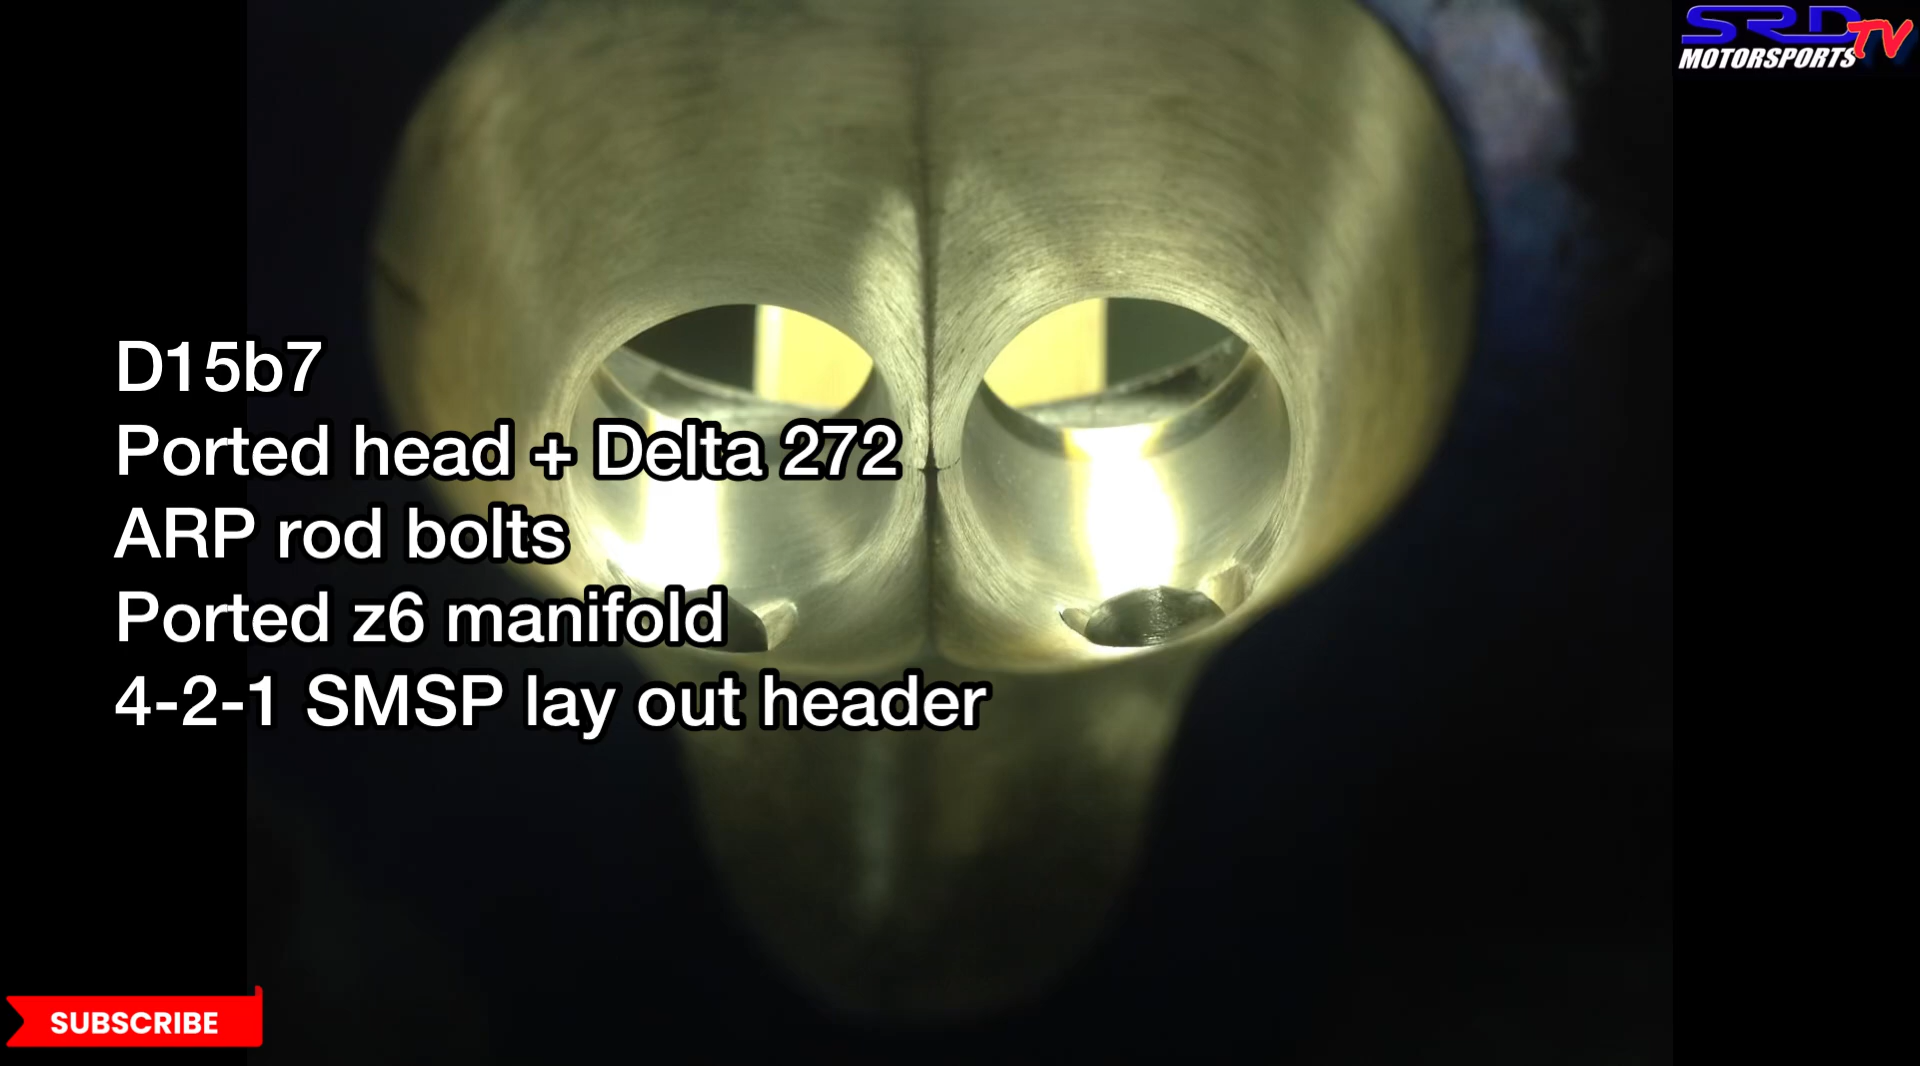 SRD TV
MOTORSPORTS
D15b7
Ported head + Delta 272
ARP rod bolts
Ported z6 manifold
4-2-1 SMSP lay out header
SUBSCRIBE